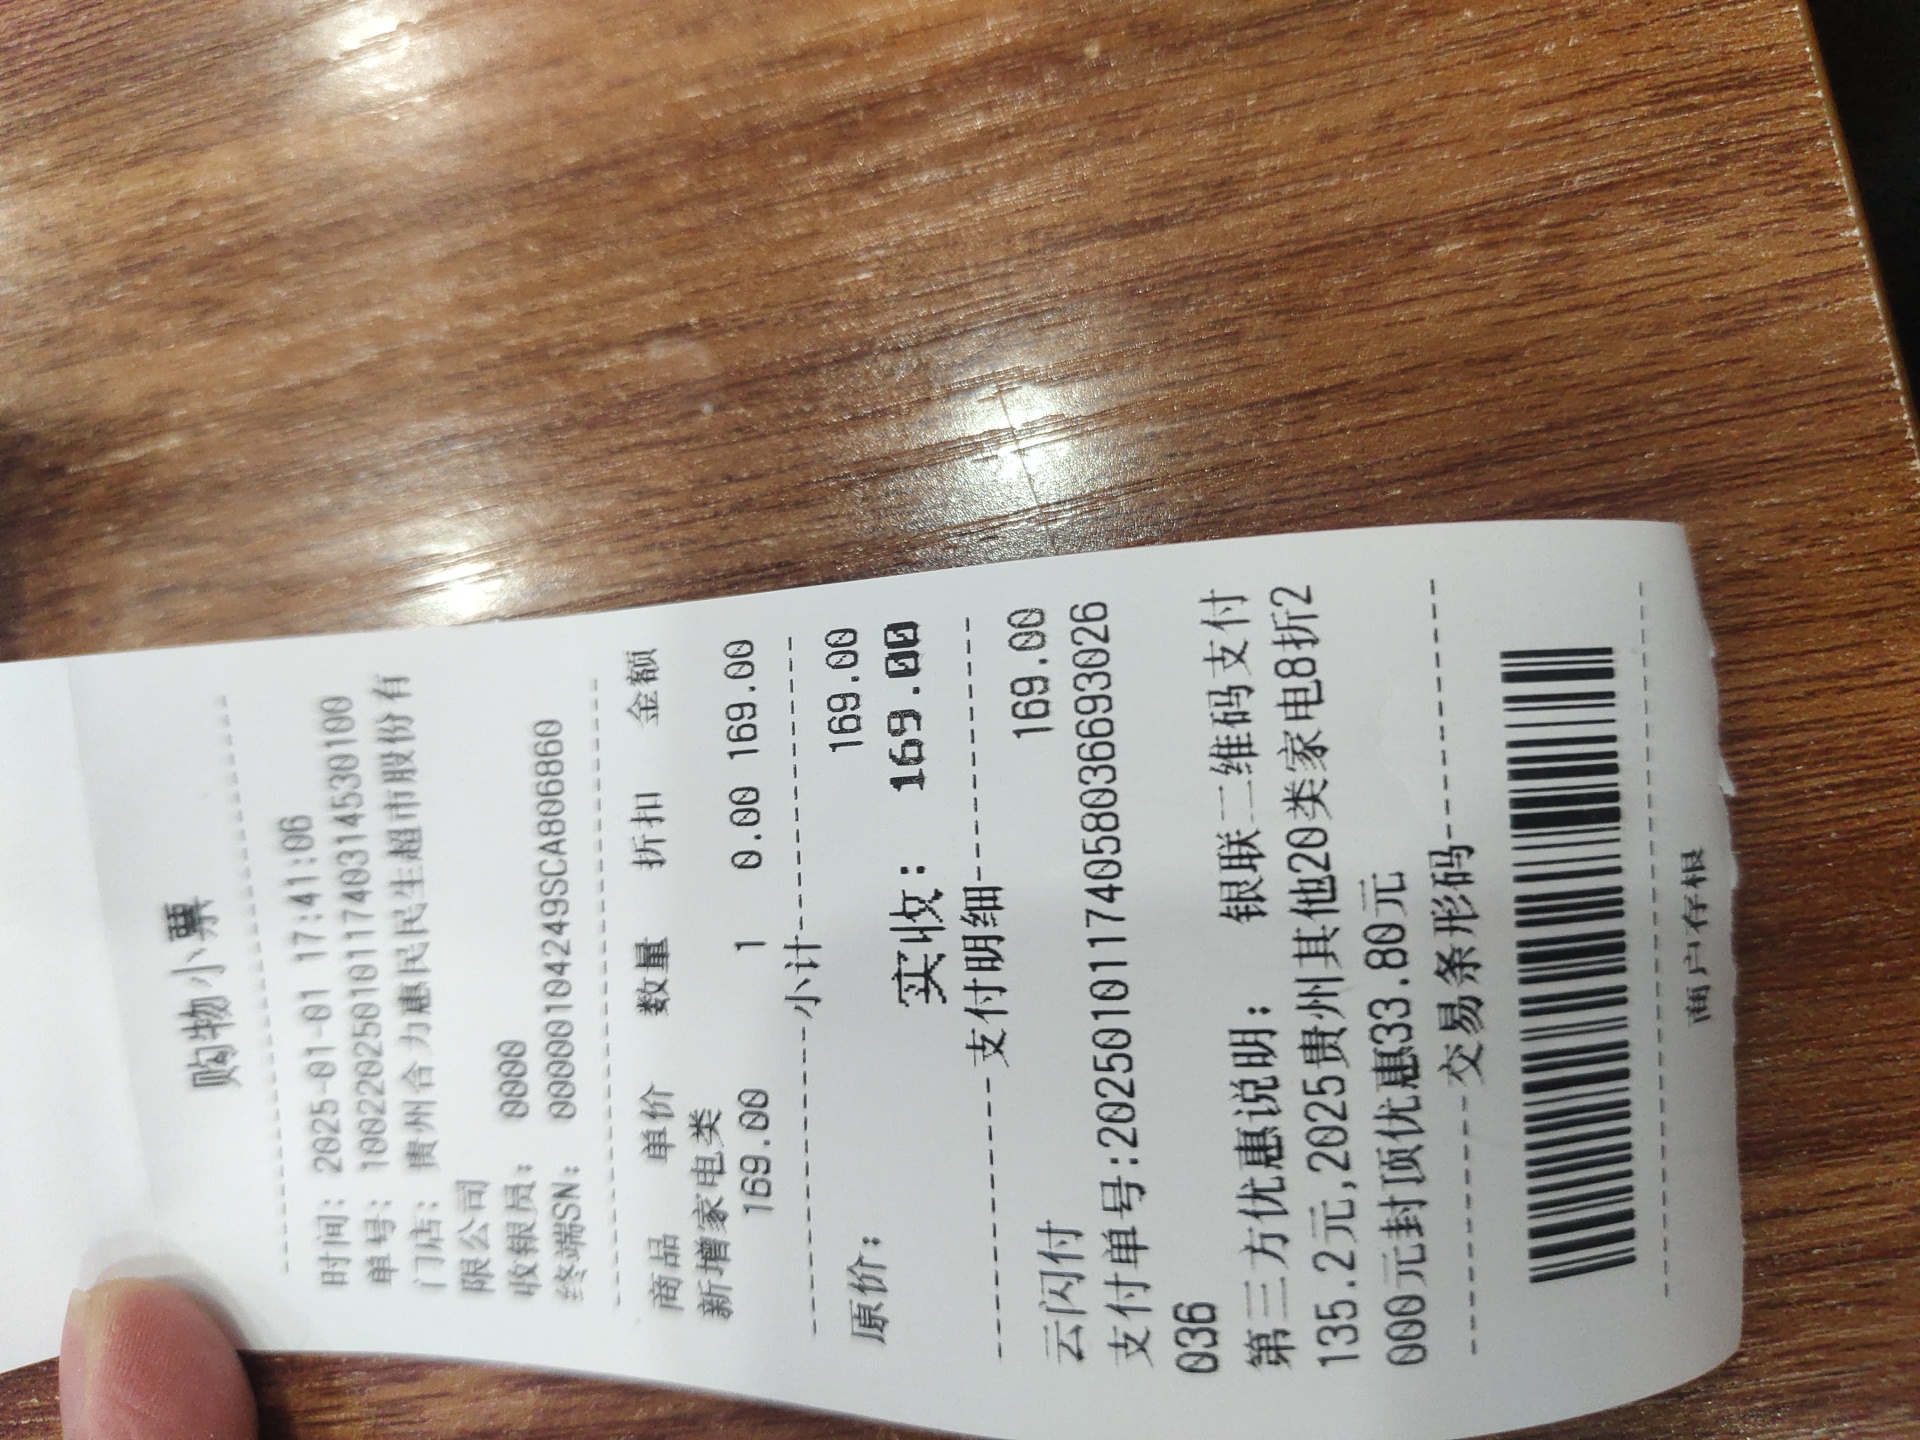 购物小票
时间: 2025-01-01 17:41:06
单号: 100220250101174031453 0100
门店: 贵州合力惠民民生超市股份有
限公司
收银员: 0000
终端SN: 00000104249SCA806860
商品 单价 数量 折扣 金额
新增家电类
169.00 1 0.00 169.00
小计
原价: 169.00
实收: 169.00
支付明细
云闪付 169.00
支付单号:20250101174058036693026
036
第三方优惠说明: 银联二维码支付
135.2元,2025贵州其他20类家电8折2
000元封顶优惠33.80元
交易条形码
商户存根